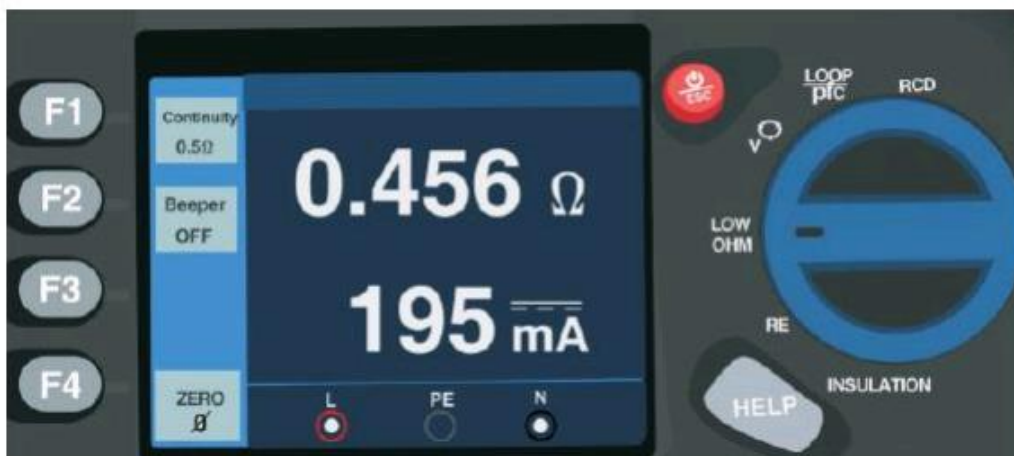 F1
F2
F3
F4
Continuity
0.5Ω
Beeper
OFF
ZERO
Ø
0.456 Ω
195 mA
L PE N
ESC
LOOP
pfc
RCD
V
LOW
OHM
RE
INSULATION
HELP